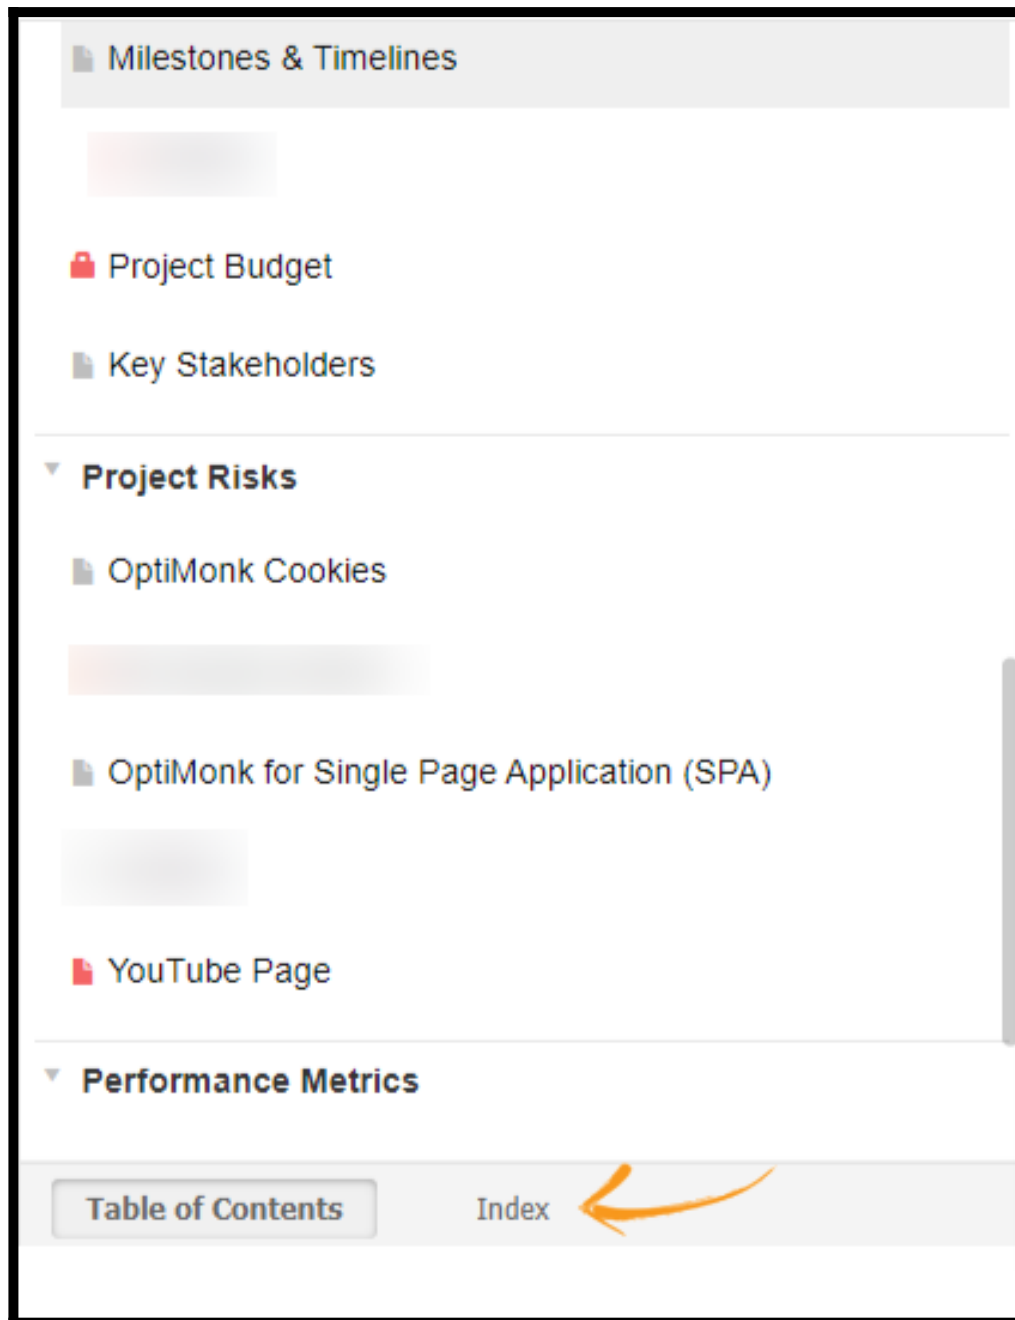 Milestones & Timelines
Project Budget
Key Stakeholders
Project Risks
OptiMonk Cookies
OptiMonk for Single Page Application (SPA)
YouTube Page
Performance Metrics
Table of Contents
Index